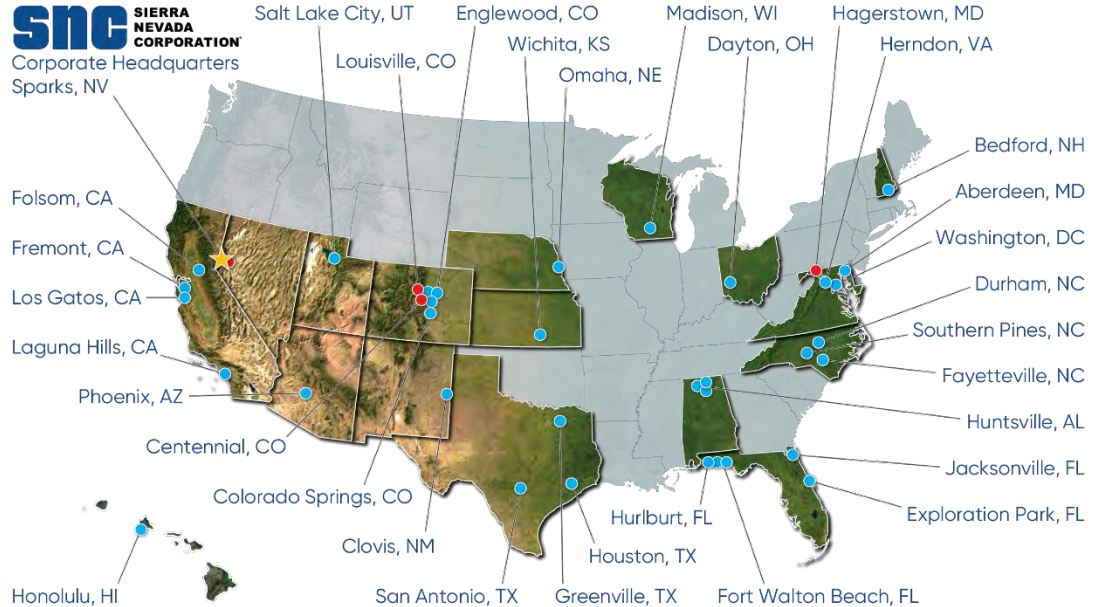 snc
SIERRA
NEVADA
CORPORATION
Corporate Headquarters
Sparks, NV
Salt Lake City, UT
Englewood, CO
Madison, WI
Hagerstown, MD
Wichita, KS
Dayton, OH
Herndon, VA
Louisville, CO
Omaha, NE
Bedford, NH
Folsom, CA
Aberdeen, MD
Fremont, CA
Washington, DC
Los Gatos, CA
Durham, NC
Southern Pines, NC
Laguna Hills, CA
Fayetteville, NC
Phoenix, AZ
Huntsville, AL
Centennial, CO
Jacksonville, FL
Colorado Springs, CO
Exploration Park, FL
Hurlburt, FL
Clovis, NM
Houston, TX
Honolulu, HI
San Antonio, TX
Greenville, TX
Fort Walton Beach, FL